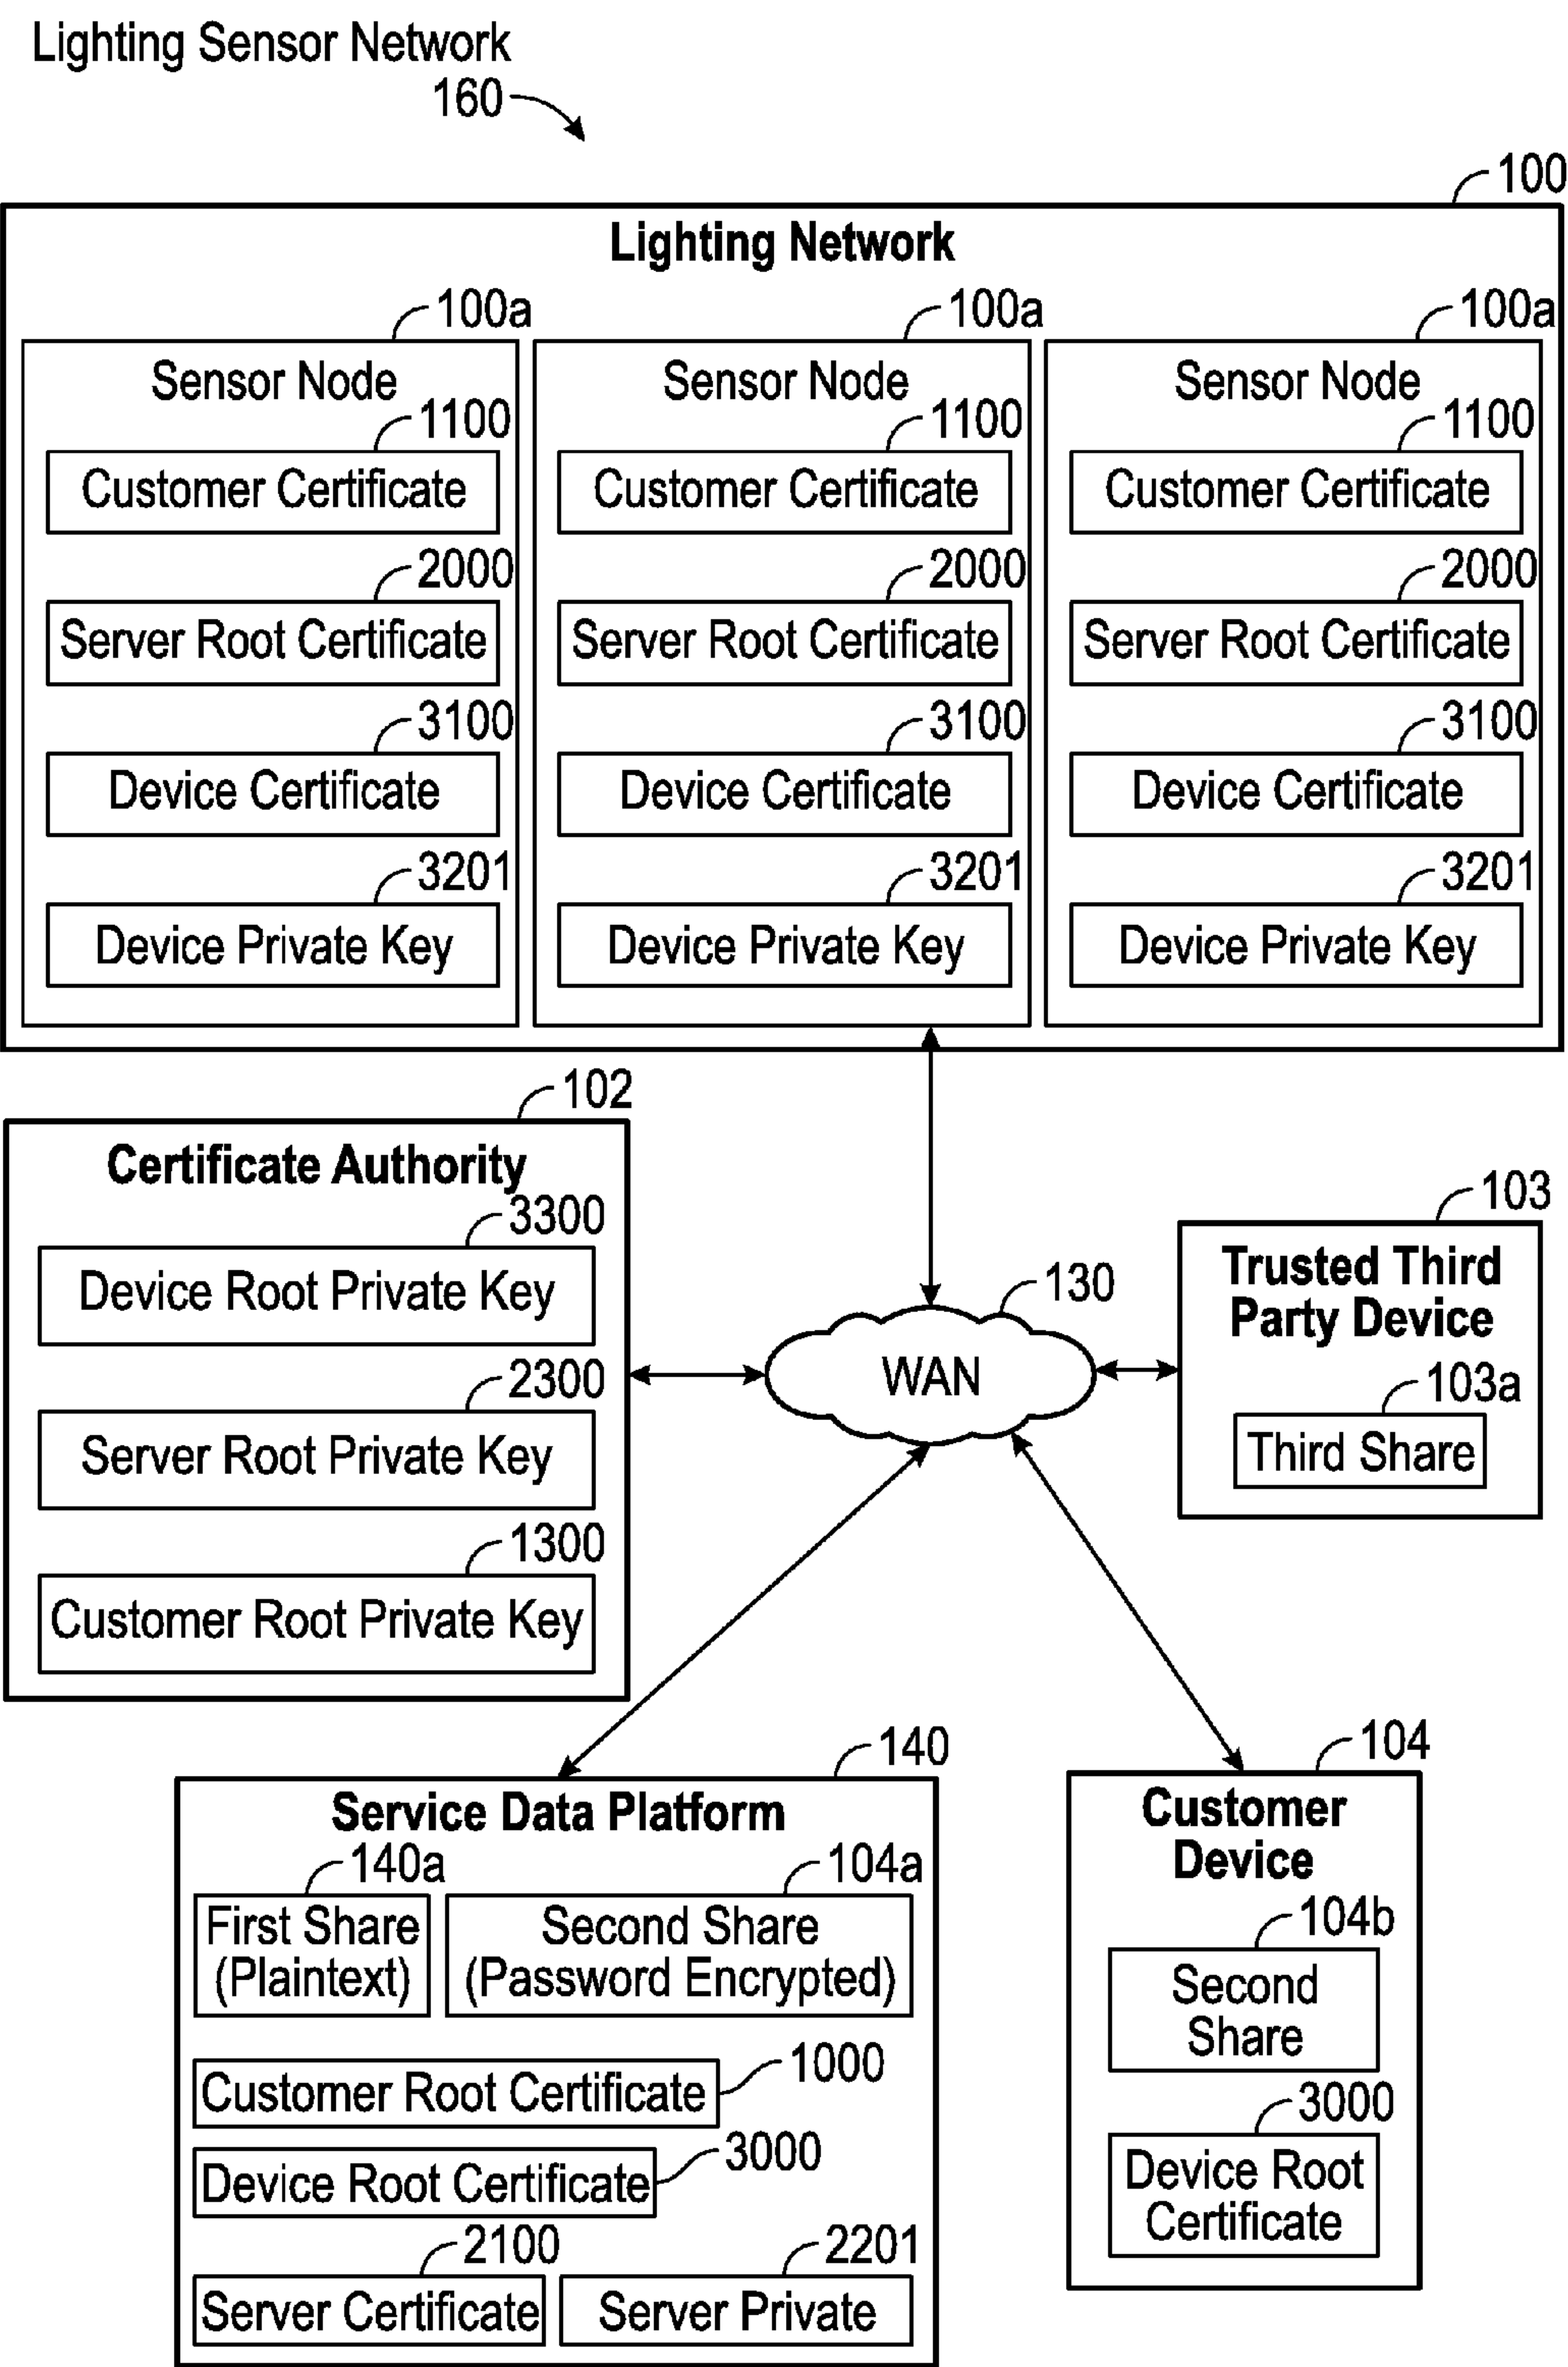 Lighting Sensor Network
160
100
Lighting Network
100a
100a
100a
Sensor Node
Sensor Node
Sensor Node
1100
1100
1100
Customer Certificate
Customer Certificate
Customer Certificate
2000
2000
2000
Server Root Certificate
Server Root Certificate
Server Root Certificate
3100
3100
3100
Device Certificate
Device Certificate
Device Certificate
3201
3201
3201
Device Private Key
Device Private Key
Device Private Key
102
Certificate Authority
3300
Device Root Private Key
2300
Server Root Private Key
1300
Customer Root Private Key
130
WAN
103
Trusted Third
Party Device
103a
Third Share
140
Service Data Platform
140a
First Share
(Plaintext)
104a
Second Share
(Password Encrypted)
1000
Customer Root Certificate
3000
Device Root Certificate
2100
Server Certificate
2201
Server Private
104
Customer
Device
104b
Second
Share
3000
Device Root
Certificate